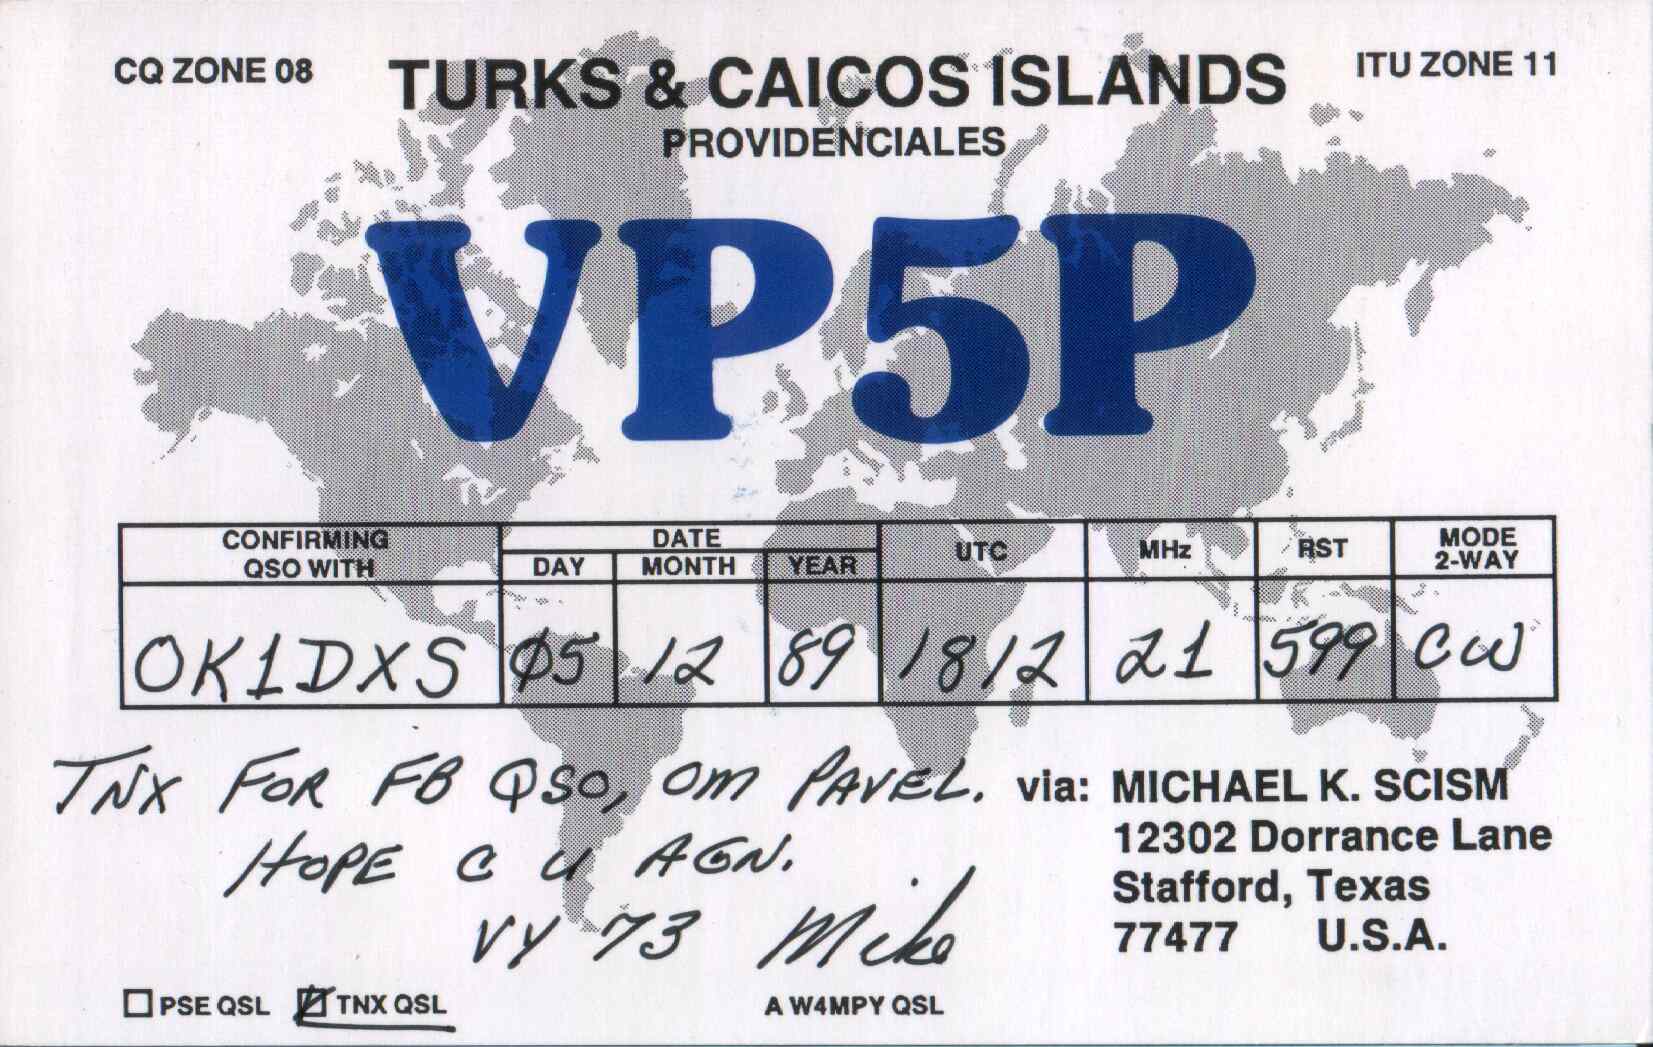 CQ ZONE 08
TURKS & CAICOS ISLANDS
ITU ZONE 11
PROVIDENCIALES
VP5P
CONFIRMING QSO WITH
DATE
DAY MONTH YEAR
UTC
MHz
RST
MODE 2-WAY
OK1DXS Ø5 12 89 1812 21 599 CW
TNX FOR FB QSO, OM PAVEL.
HOPE C U AGN.
VY 73 Mike
via: MICHAEL K. SCISM
12302 Dorrance Lane
Stafford, Texas
77477 U.S.A.
PSE QSL TNX QSL
A W4MPY QSL